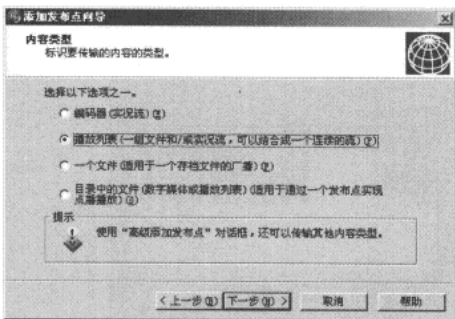 添加发布点向导
内容类型
标识要传输的内容的类型。
选择以下选项之一。
编码器(实况流)(E)
播放列表(一组文件和/或实况流，可以结合成一个连续的流)(P)
一个文件(适用于一个存档文件的广播)(F)
目录中的文件(数字媒体或播放列表)(适用于通过一个发布点实现
点播播放)(D)
提示
使用“高级添加发布点”对话框，还可以传输其他内容类型。
<上一步(B) 下一步(N)> 取消 帮助